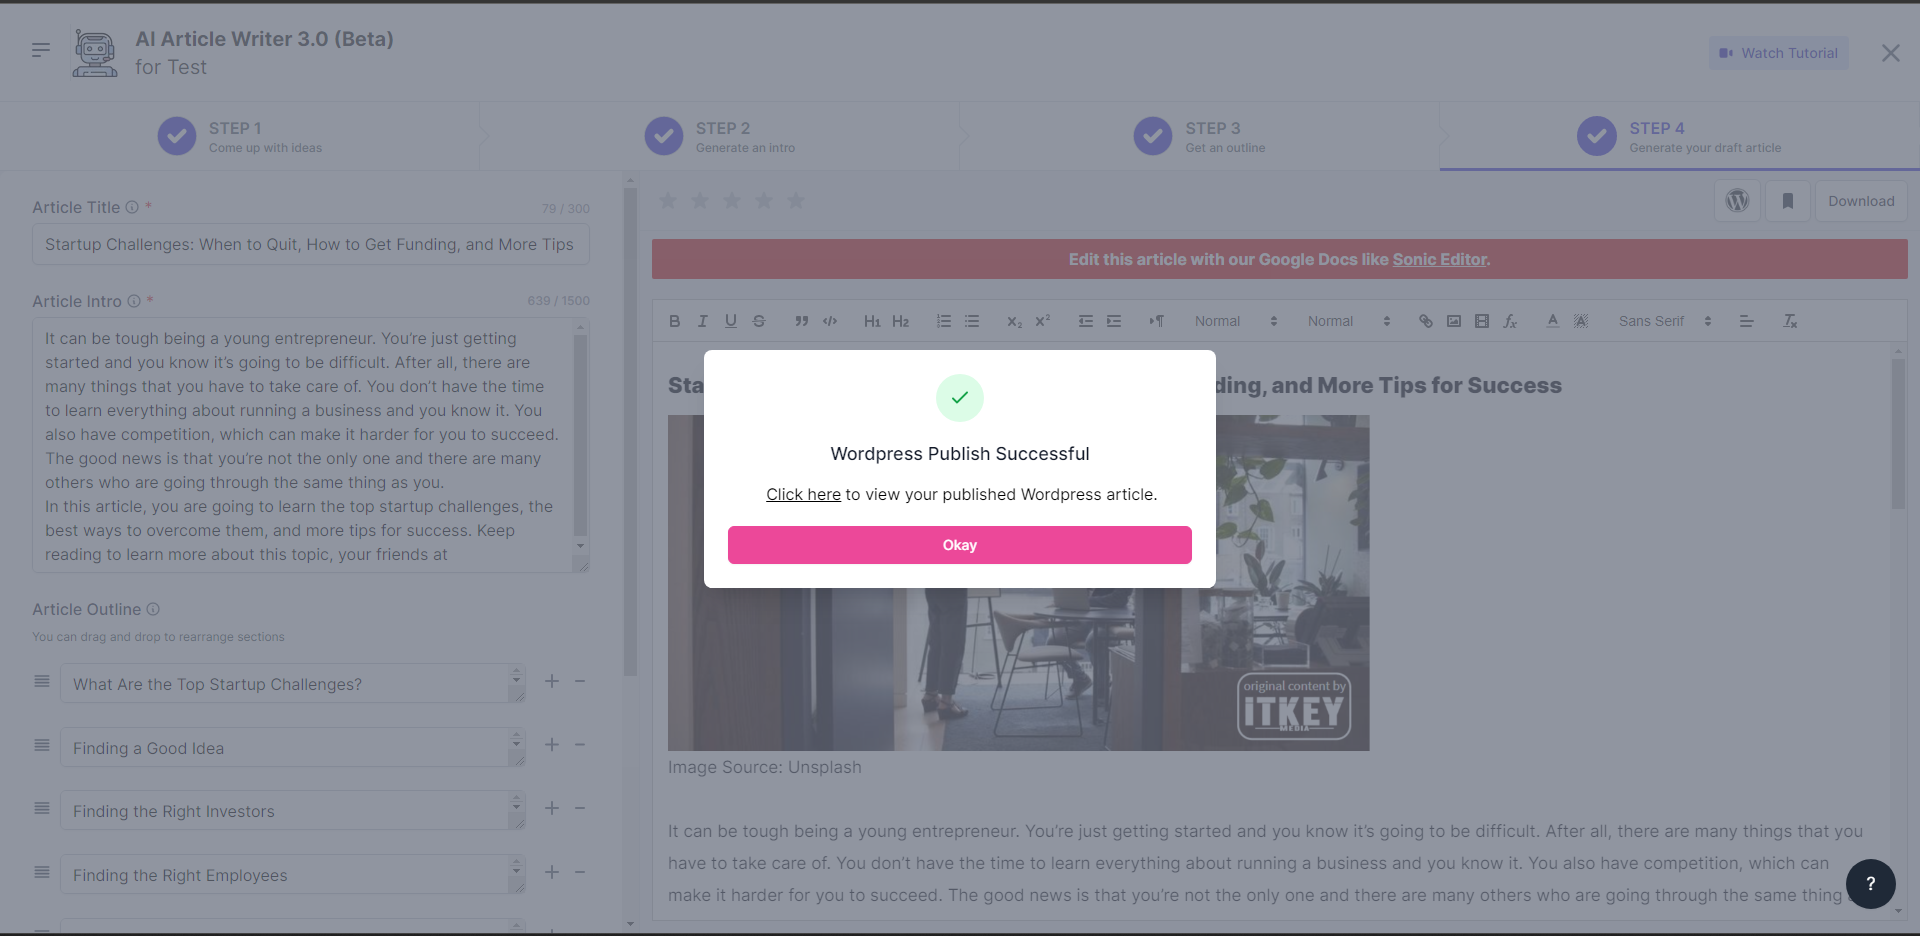 AI Article Writer 3.0 (Beta)
for Test
Watch Tutorial
STEP 1
Come up with ideas
STEP 2
Generate an intro
STEP 3
Get an outline
STEP 4
Generate your draft article
Article Title
*
79 / 300
Startup Challenges: When to Quit, How to Get Funding, and More Tips
Article Intro
*
639 / 1500
It can be tough being a young entrepreneur. You’re just getting
started and you know it’s going to be difficult. After all, there are
many things that you have to take care of. You don’t have the time
to learn everything about running a business and you know it. You
also have competition, which can make it harder for you to succeed.
The good news is that you’re not the only one and there are many
others who are going through the same thing as you.
In this article, you are going to learn the top startup challenges, the
best ways to overcome them, and more tips for success. Keep
reading to learn more about this topic, your friends at
Article Outline
You can drag and drop to rearrange sections
What Are the Top Startup Challenges?
Finding a Good Idea
Finding the Right Investors
Finding the Right Employees
Download
Edit this article with our Google Docs like Sonic Editor.
B I U S H1 H2 X2 X2 Normal Normal fx A A Sans Serif Tx
Sta
ding, and More Tips for Success
original content by
iTKEY
MEDIA
Image Source: Unsplash
It can be tough being a young entrepreneur. You’re just getting started and you know it’s going to be difficult. After all, there are many things that you
have to take care of. You don’t have the time to learn everything about running a business and you know it. You also have competition, which can
make it harder for you to succeed. The good news is that you’re not the only one and there are many others who are going through the same thing
Wordpress Publish Successful
Click here to view your published Wordpress article.
Okay
?